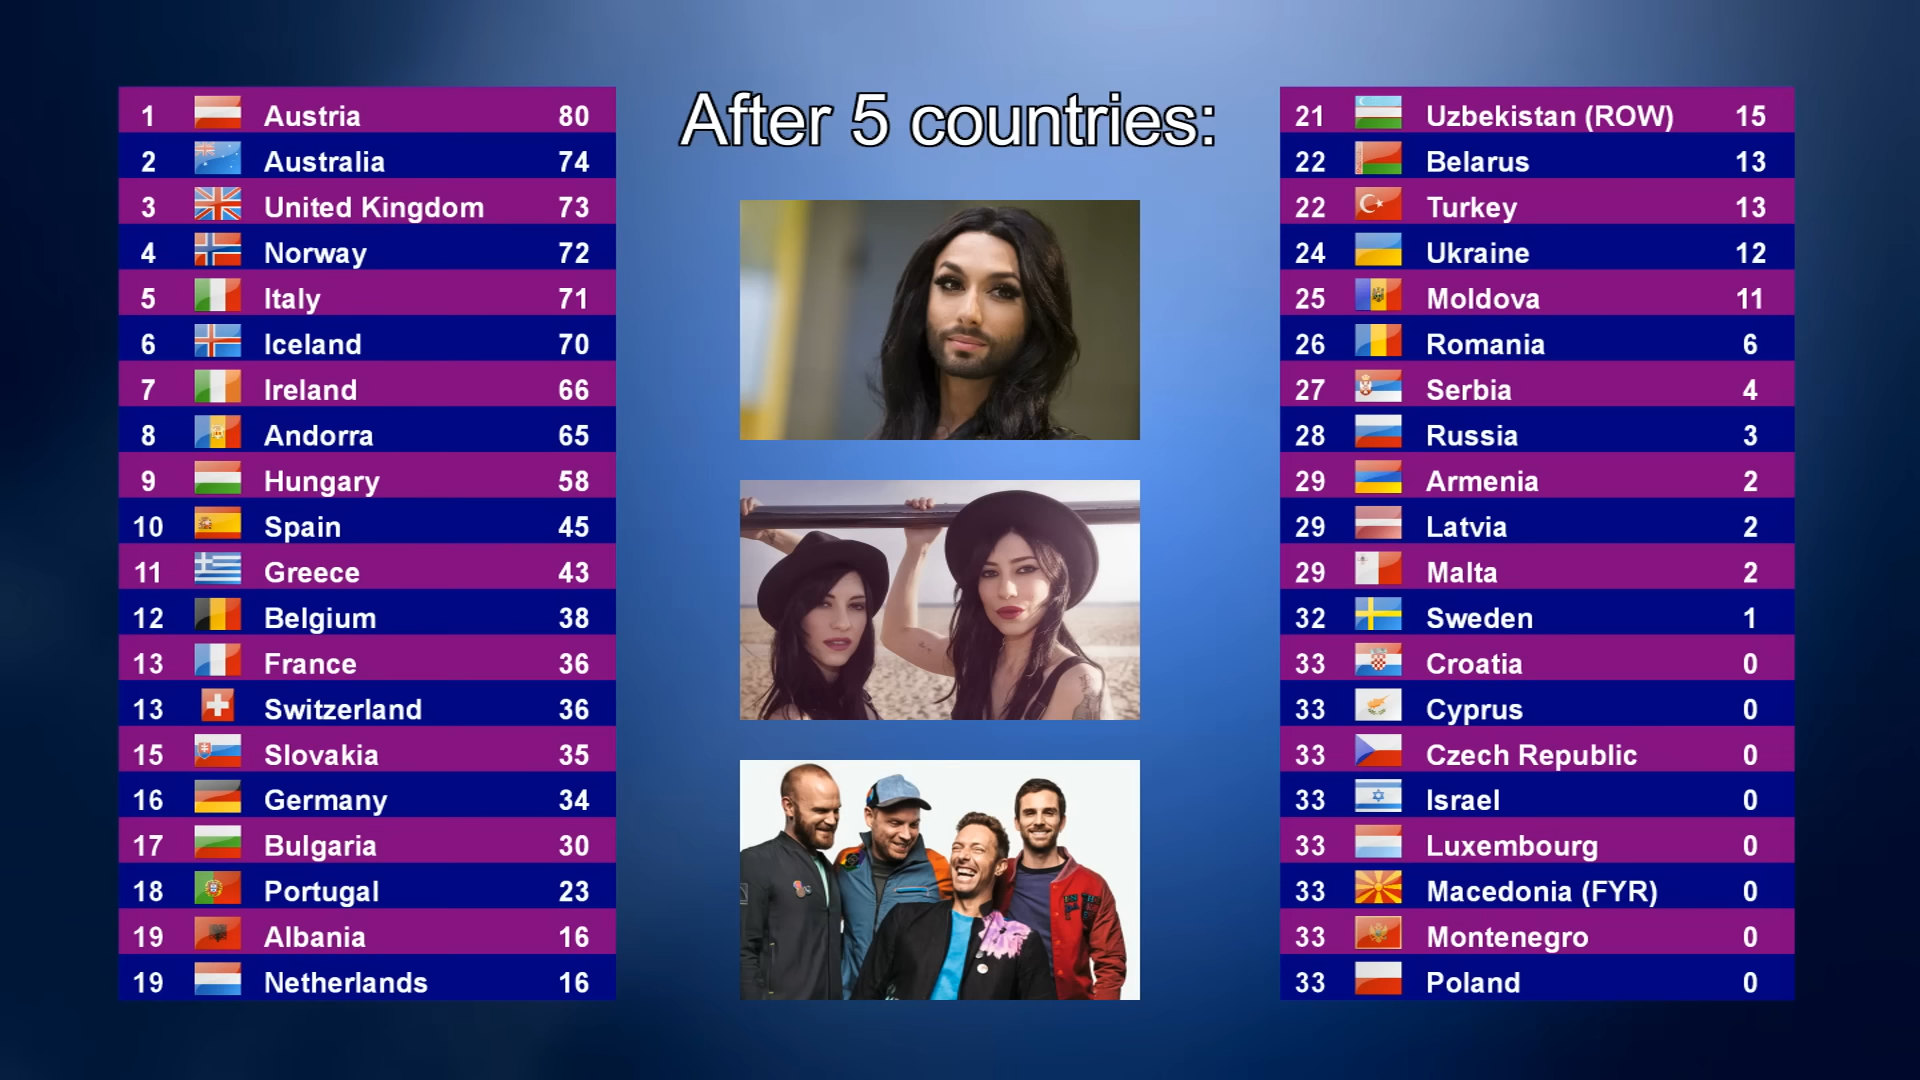 After 5 countries:
1 Austria 80
2 Australia 74
3 United Kingdom 73
4 Norway 72
5 Italy 71
6 Iceland 70
7 Ireland 66
8 Andorra 65
9 Hungary 58
10 Spain 45
11 Greece 43
12 Belgium 38
13 France 36
13 Switzerland 36
15 Slovakia 35
16 Germany 34
17 Bulgaria 30
18 Portugal 23
19 Albania 16
19 Netherlands 16
21 Uzbekistan (ROW) 15
22 Belarus 13
22 Turkey 13
24 Ukraine 12
25 Moldova 11
26 Romania 6
27 Serbia 4
28 Russia 3
29 Armenia 2
29 Latvia 2
29 Malta 2
32 Sweden 1
33 Croatia 0
33 Cyprus 0
33 Czech Republic 0
33 Israel 0
33 Luxembourg 0
33 Macedonia (FYR) 0
33 Montenegro 0
33 Poland 0